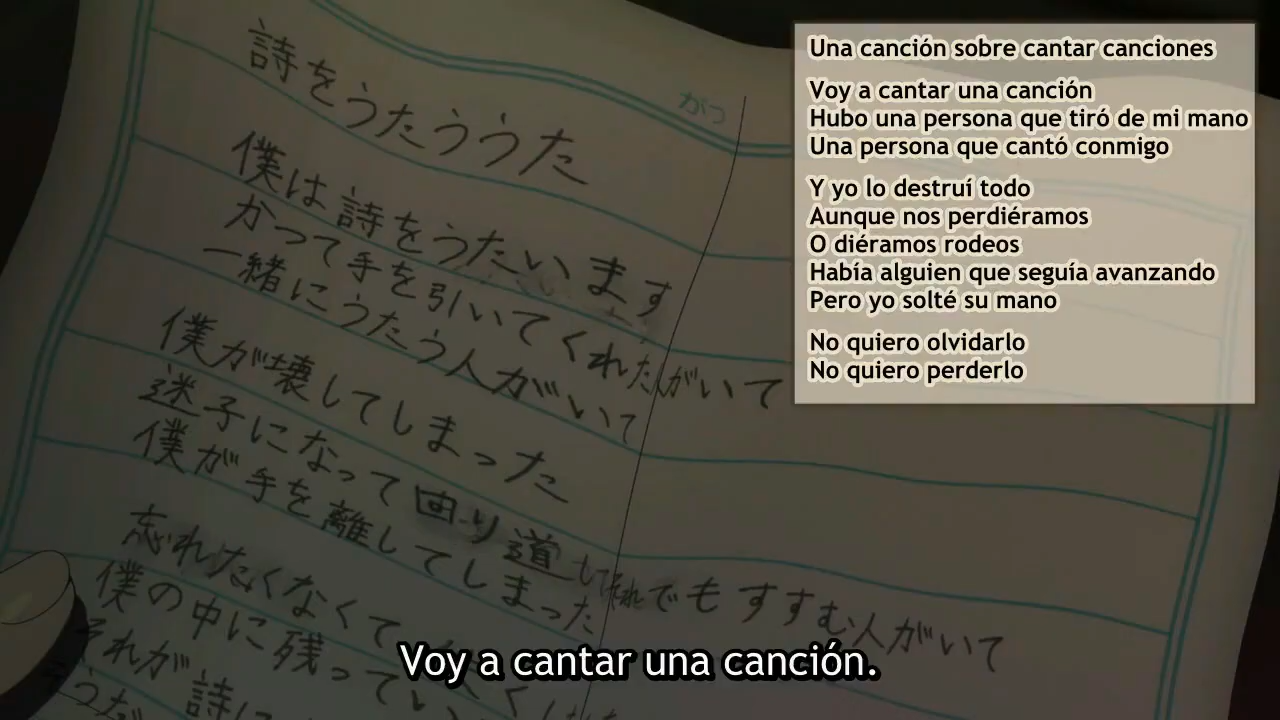 がつ
詩をうたううた
僕は詩をうたいます
かつて手を引いてくれた人がいて
一緒にうたう人がいて
僕が壊してしまった
迷子になって回り道してそれでもすすむ人がいて
僕が手を離してしまった
忘れたくなくて
僕の中に残って
それが詩に
Una canción sobre cantar canciones
Voy a cantar una canción
Hubo una persona que tiró de mi mano
Una persona que cantó conmigo
Y yo lo destruí todo
Aunque nos perdiéramos
O diéramos rodeos
Había alguien que seguía avanzando
Pero yo solté su mano
No quiero olvidarlo
No quiero perderlo
Voy a cantar una canción.